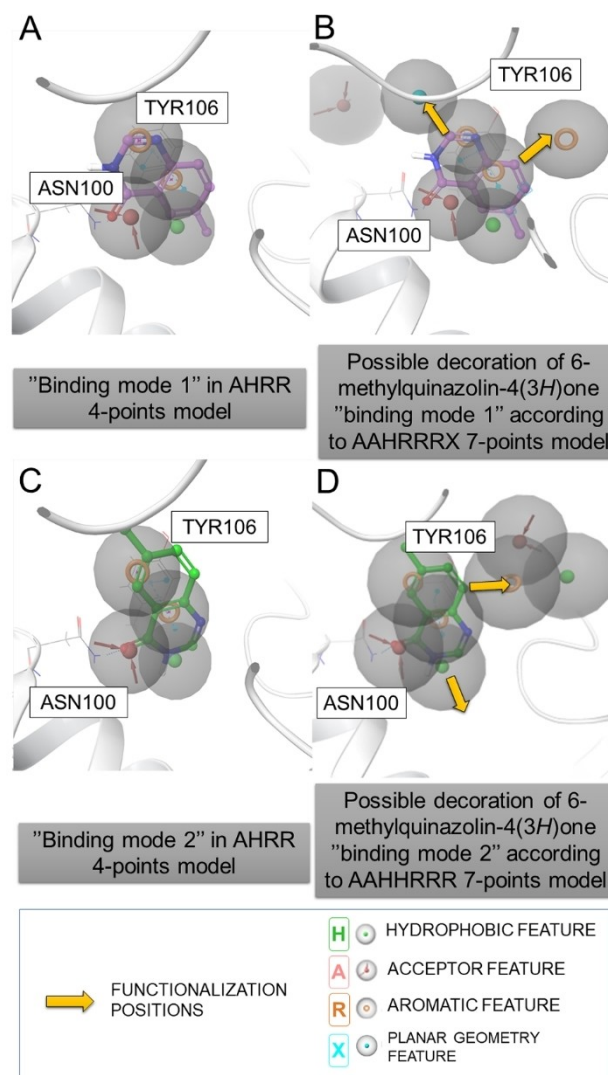 A
B
TYR106
TYR106
ASN100
ASN100
”Binding mode 1” in AHRR
4-points model
Possible decoration of 6-
methylquinazolin-4(3H)one
”binding mode 1” according
to AAHRRRX 7-points model
C
D
TYR106
TYR106
ASN100
ASN100
”Binding mode 2” in AHRR
4-points model
Possible decoration of 6-
methylquinazolin-4(3H)one
”binding mode 2” according
to AAHHRRR 7-points model
FUNCTIONALIZATION
POSITIONS
H HYDROPHOBIC FEATURE
A ACCEPTOR FEATURE
R AROMATIC FEATURE
X PLANAR GEOMETRY
FEATURE